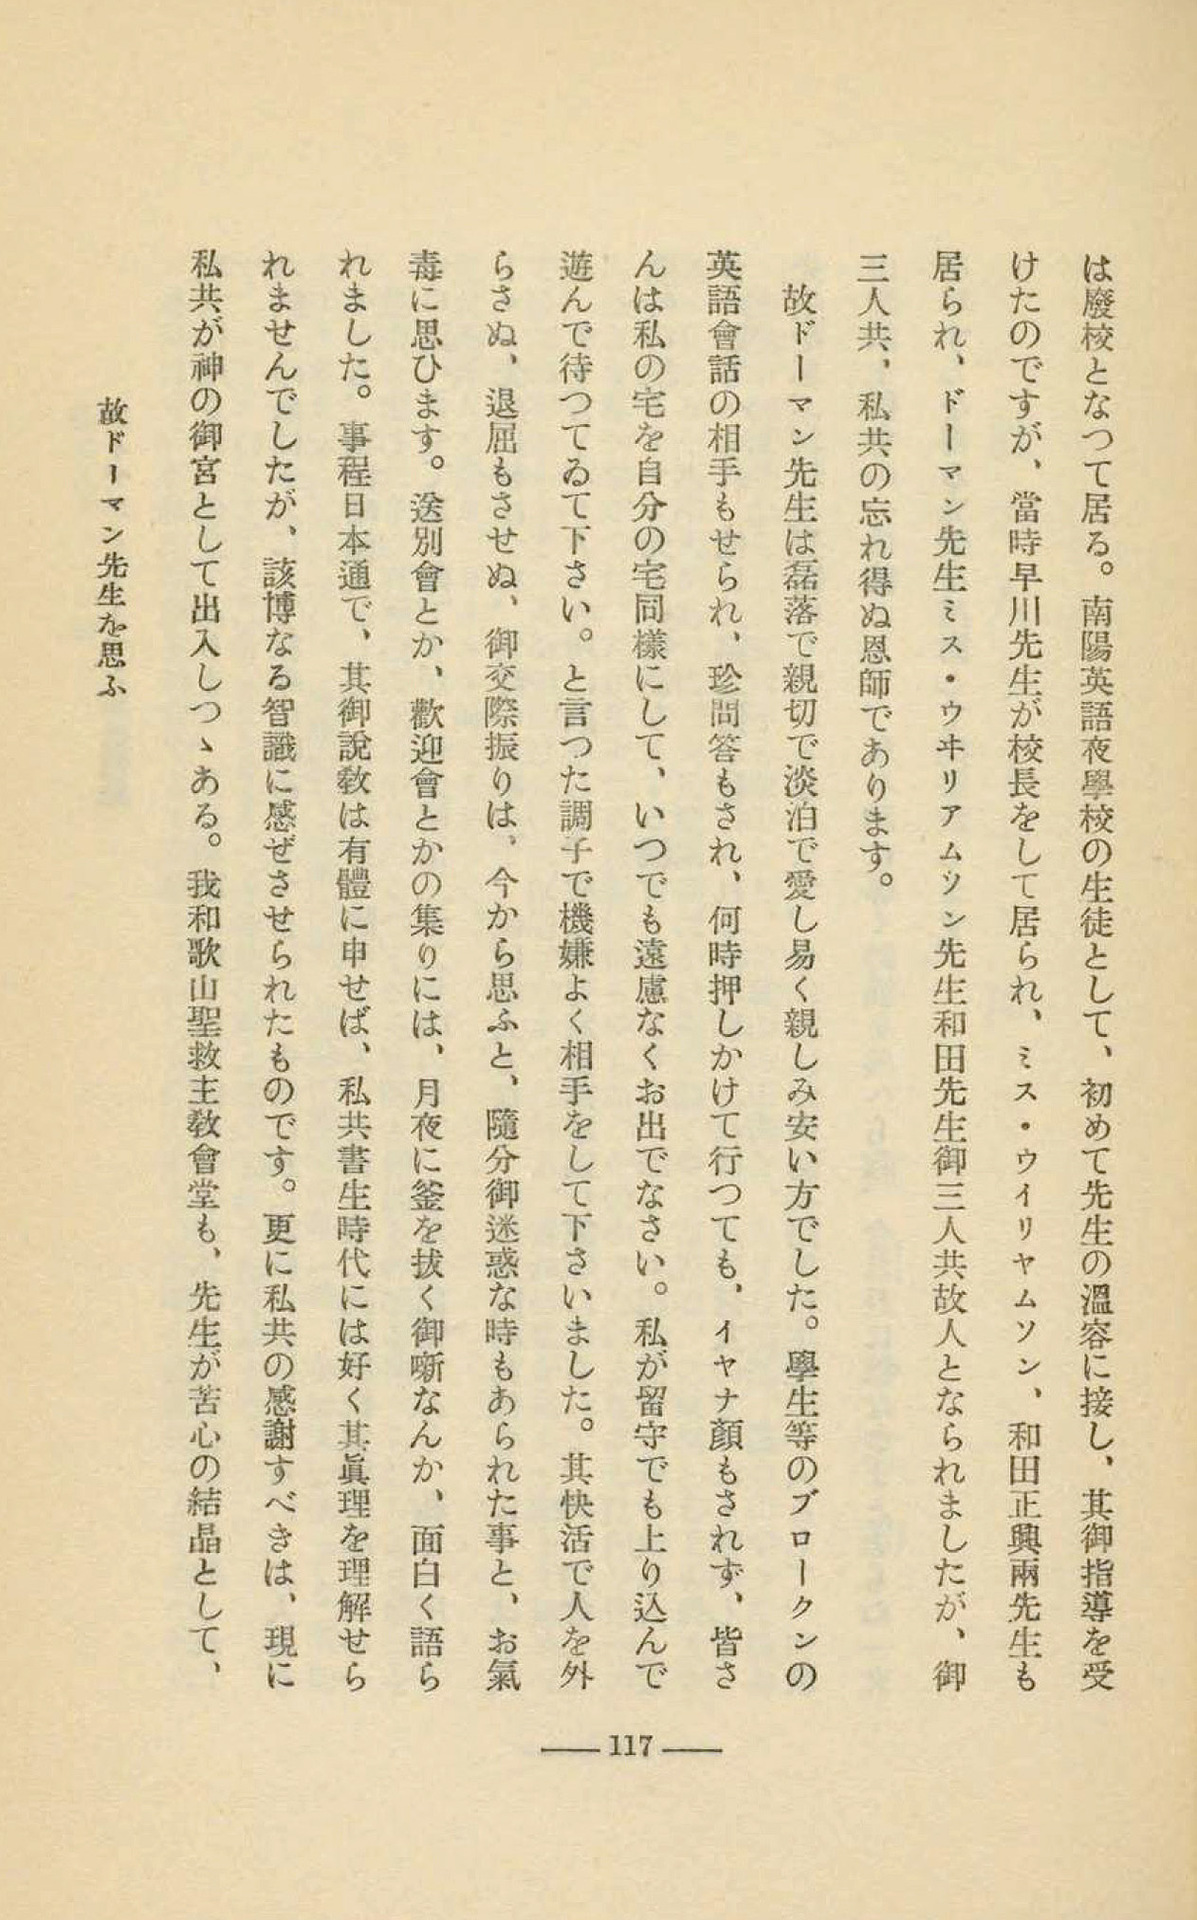 は廢校となつて居る。南陽英語夜學校の生徒として、初めて先生の溫容に接し、其御指導を受
けたのですが、當時早川先生が校長をして居られ、ミス・ウイリヤムソン、和田正興兩先生も
居られ、ドーマン先生ミス・ウヰリアムソン先生和田先生御三人共故人となられましたが、御
三人共、私共の忘れ得ぬ恩師であります。
故ドーマン先生は磊落で親切で淡泊で愛し易く親しみ安い方でした。學生等のブロークンの
英語會話の相手もせられ、珍問答もされ、何時押しかけて行つても、イヤナ顏もされず、皆さ
んは私の宅を自分の宅同樣にして、いつでも遠慮なくお出でなさい。私が留守でも上り込んで
遊んで待つてゐて下さい。と言つた調子で機嫌よく相手をして下さいました。其快活で人を外
らさぬ、退屈もさせぬ、御交際振りは、今から思ふと、隨分御迷惑な時もあられた事と、お氣
毒に思ひます。送別會とか、歡迎會とかの集りには、月夜に釜を拔く御噺なんか、面白く語ら
れました。事程日本通で、其御說敎は有體に申せば、私共書生時代には好く其眞理を理解せら
れませんでしたが、該博なる智識に感ぜさせられたものです。更に私共の感謝すべきは、現に
私共が神の御宮として出入しつゝある。我和歌山聖救主敎會堂も、先生が苦心の結晶として、
故ドーマン先生を思ふ
117